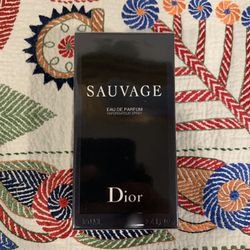 SAUVAGE
EAU DE PARFUM
VAPORISATEUR SPRAY
Dior